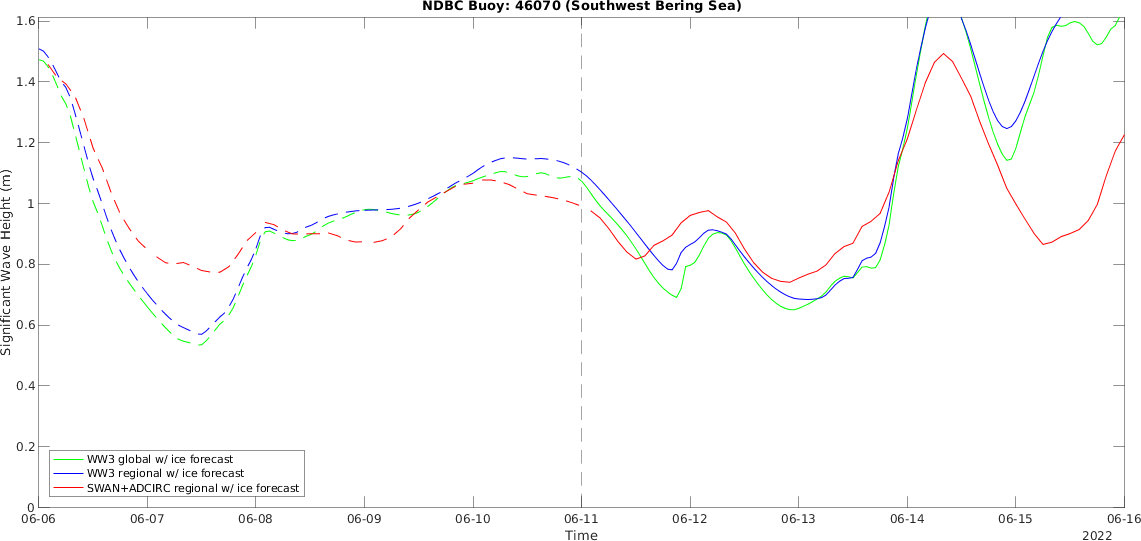 NDBC Buoy: 46070 (Southwest Bering Sea)
Significant Wave Height (m)
1.6
1.4
1.2
1
0.8
0.6
0.4
0.2
0
WW3 global w/ ice forecast
WW3 regional w/ ice forecast
SWAN+ADCIRC regional w/ ice forecast
06-06 06-07 06-08 06-09 06-10 06-11 06-12 06-13 06-14 06-15 06-16
Time
2022